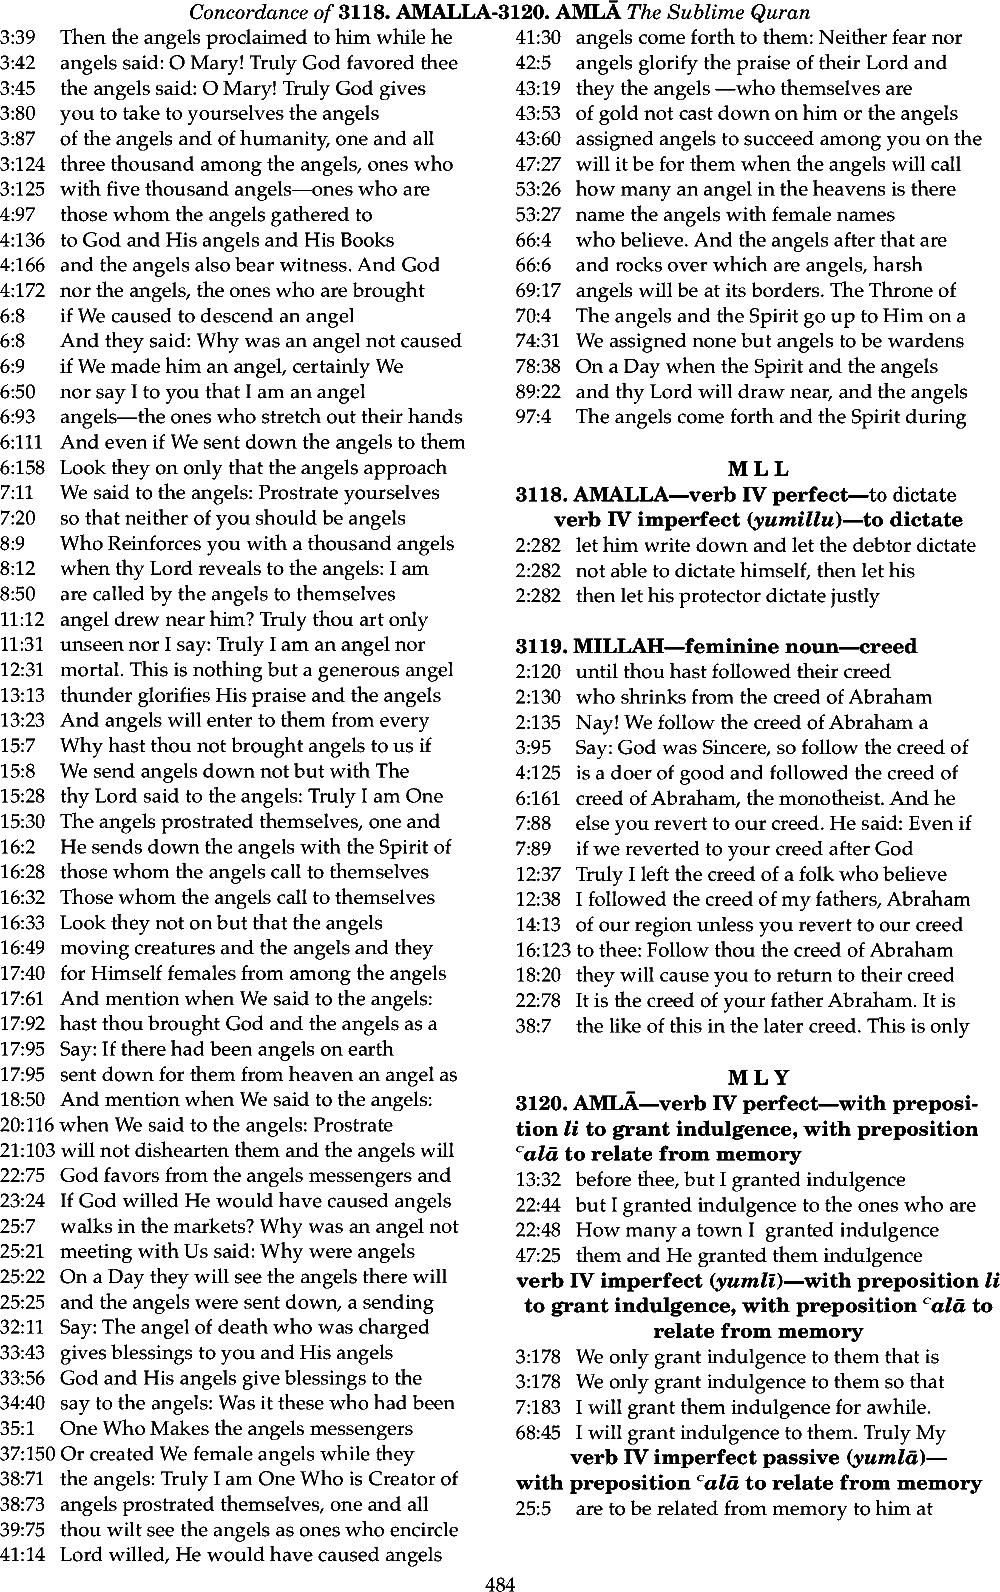 Concordance of 3118. AMALLA-3120. AMLĀ The Sublime Quran
3:39 Then the angels proclaimed to him while he
3:42 angels said: O Mary! Truly God favored thee
3:45 the angels said: O Mary! Truly God gives
3:80 you to take to yourselves the angels
3:87 of the angels and of humanity, one and all
3:124 three thousand among the angels, ones who
3:125 with five thousand angels—ones who are
4:97 those whom the angels gathered to
4:136 to God and His angels and His Books
4:166 and the angels also bear witness. And God
4:172 nor the angels, the ones who are brought
6:8 if We caused to descend an angel
6:8 And they said: Why was an angel not caused
6:9 if We made him an angel, certainly We
6:50 nor say I to you that I am an angel
6:93 angels—the ones who stretch out their hands
6:111 And even if We sent down the angels to them
6:158 Look they on only that the angels approach
7:11 We said to the angels: Prostrate yourselves
7:20 so that neither of you should be angels
8:9 Who Reinforces you with a thousand angels
8:12 when thy Lord reveals to the angels: I am
8:50 are called by the angels to themselves
11:12 angel drew near him? Truly thou art only
11:31 unseen nor I say: Truly I am an angel nor
12:31 mortal. This is nothing but a generous angel
13:13 thunder glorifies His praise and the angels
13:23 And angels will enter to them from every
15:7 Why hast thou not brought angels to us if
15:8 We send angels down not but with The
15:28 thy Lord said to the angels: Truly I am One
15:30 The angels prostrated themselves, one and
16:2 He sends down the angels with the Spirit of
16:28 those whom the angels call to themselves
16:32 Those whom the angels call to themselves
16:33 Look they not on but that the angels
16:49 moving creatures and the angels and they
17:40 for Himself females from among the angels
17:61 And mention when We said to the angels:
17:92 hast thou brought God and the angels as a
17:95 Say: If there had been angels on earth
17:95 sent down for them from heaven an angel as
18:50 And mention when We said to the angels:
20:116 when We said to the angels: Prostrate
21:103 will not dishearten them and the angels will
22:75 God favors from the angels messengers and
23:24 If God willed He would have caused angels
25:7 walks in the markets? Why was an angel not
25:21 meeting with Us said: Why were angels
25:22 On a Day they will see the angels there will
25:25 and the angels were sent down, a sending
32:11 Say: The angel of death who was charged
33:43 gives blessings to you and His angels
33:56 God and His angels give blessings to the
34:40 say to the angels: Was it these who had been
35:1 One Who Makes the angels messengers
37:150 Or created We female angels while they
38:71 the angels: Truly I am One Who is Creator of
38:73 angels prostrated themselves, one and all
39:75 thou wilt see the angels as ones who encircle
41:14 Lord willed, He would have caused angels
41:30 angels come forth to them: Neither fear nor
42:5 angels glorify the praise of their Lord and
43:19 they the angels —who themselves are
43:53 of gold not cast down on him or the angels
43:60 assigned angels to succeed among you on the
47:27 will it be for them when the angels will call
53:26 how many an angel in the heavens is there
53:27 name the angels with female names
66:4 who believe. And the angels after that are
66:6 and rocks over which are angels, harsh
69:17 angels will be at its borders. The Throne of
70:4 The angels and the Spirit go up to Him on a
74:31 We assigned none but angels to be wardens
78:38 On a Day when the Spirit and the angels
89:22 and thy Lord will draw near, and the angels
97:4 The angels come forth and the Spirit during
M L L
3118. AMALLA—verb IV perfect—to dictate
verb IV imperfect (yumillu)—to dictate
2:282 let him write down and let the debtor dictate
2:282 not able to dictate himself, then let his
2:282 then let his protector dictate justly
3119. MILLAH—feminine noun—creed
2:120 until thou hast followed their creed
2:130 who shrinks from the creed of Abraham
2:135 Nay! We follow the creed of Abraham a
3:95 Say: God was Sincere, so follow the creed of
4:125 is a doer of good and followed the creed of
6:161 creed of Abraham, the monotheist. And he
7:88 else you revert to our creed. He said: Even if
7:89 if we reverted to your creed after God
12:37 Truly I left the creed of a folk who believe
12:38 I followed the creed of my fathers, Abraham
14:13 of our region unless you revert to our creed
16:123 to thee: Follow thou the creed of Abraham
18:20 they will cause you to return to their creed
22:78 It is the creed of your father Abraham. It is
38:7 the like of this in the later creed. This is only
M L Y
3120. AMLĀ—verb IV perfect—with preposi-
tion li to grant indulgence, with preposition
ᶜalā to relate from memory
13:32 before thee, but I granted indulgence
22:44 but I granted indulgence to the ones who are
22:48 How many a town I granted indulgence
47:25 them and He granted them indulgence
verb IV imperfect (yumlī)—with preposition li
to grant indulgence, with preposition ᶜalā to
relate from memory
3:178 We only grant indulgence to them that is
3:178 We only grant indulgence to them so that
7:183 I will grant them indulgence for awhile.
68:45 I will grant indulgence to them. Truly My
verb IV imperfect passive (yumlā)—
with preposition ᶜalā to relate from memory
25:5 are to be related from memory to him at
484